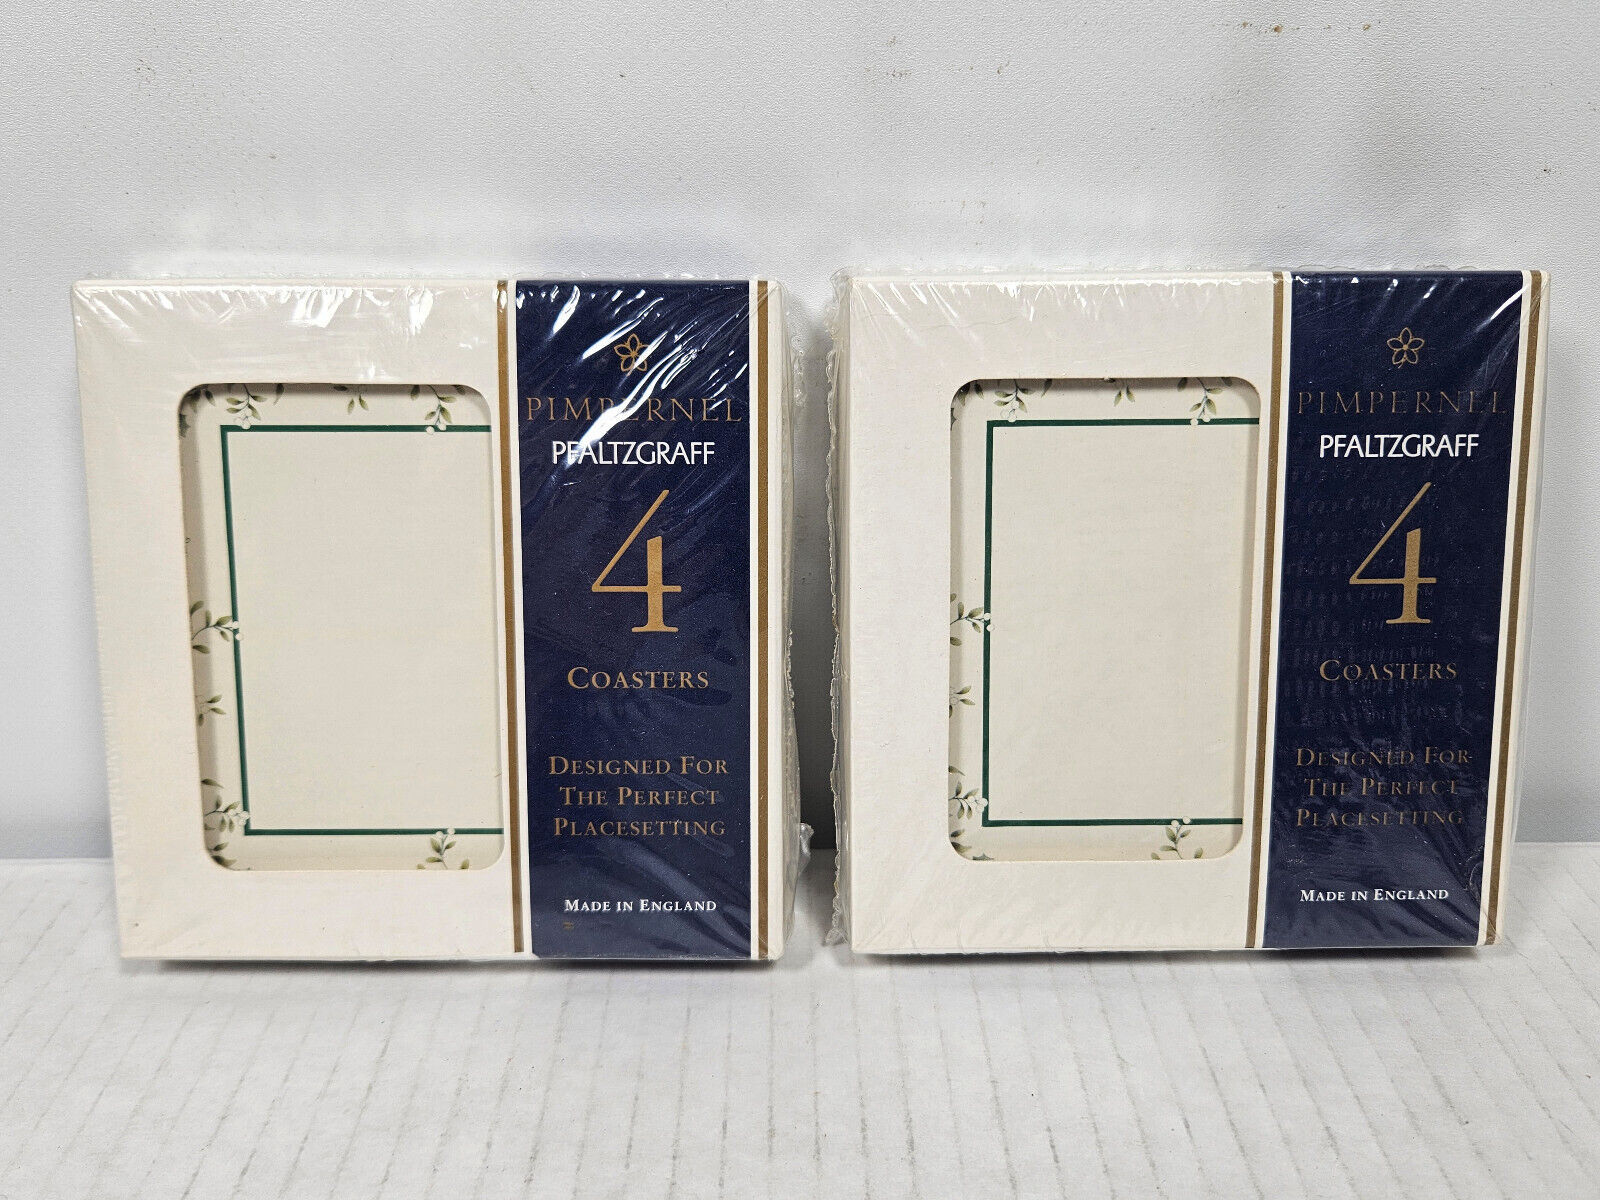 PIMPERNEL
PFALTZGRAFF
4
COASTERS
DESIGNED FOR
THE PERFECT
PLACESETTING
MADE IN ENGLAND
PIMPERNEL
PFALTZGRAFF
4
COASTERS
DESIGNED FOR
THE PERFECT
PLACESETTING
MADE IN ENGLAND